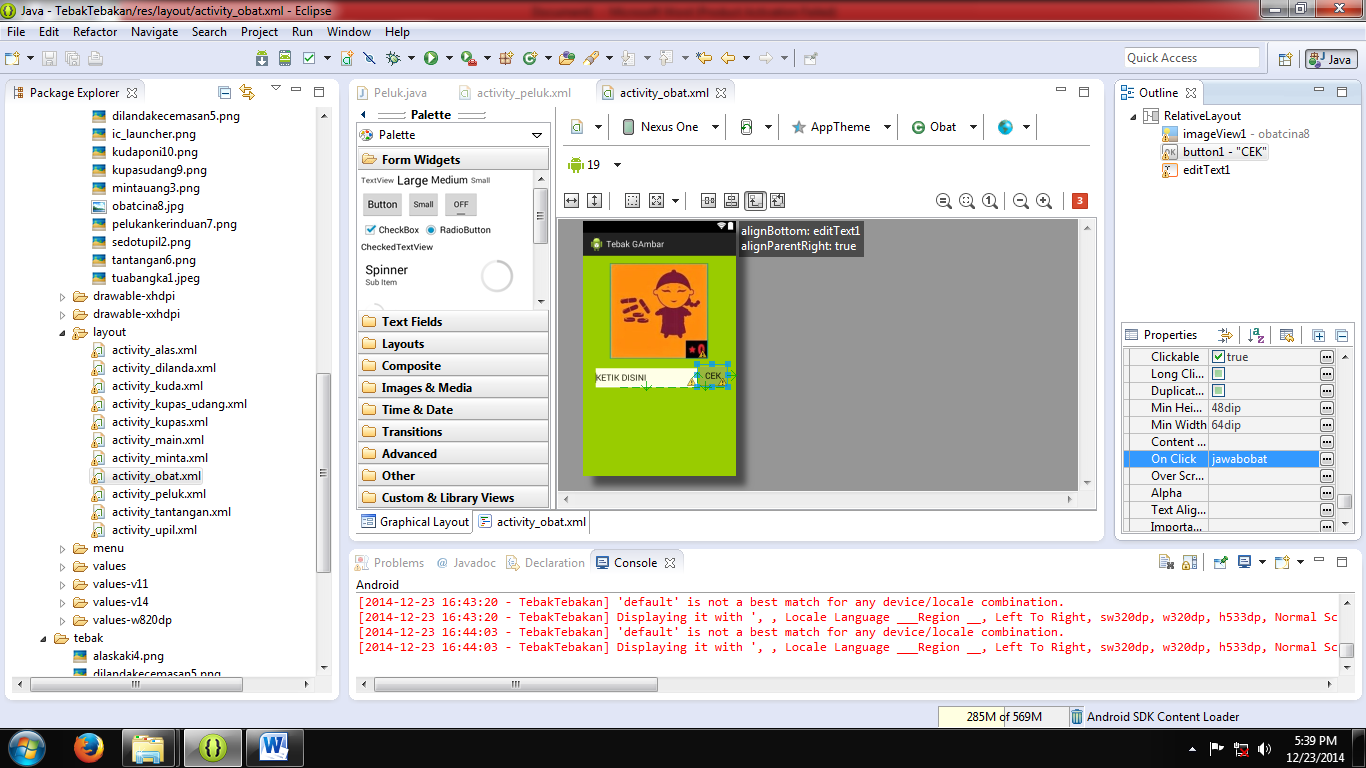 Java - TebakTebakan/res/layout/activity_obat.xml - Eclipse
File Edit Refactor Navigate Search Project Run Window Help
Quick Access
Java
Package Explorer
dilandakecemasan5.png
ic_launcher.png
kudaponi10.png
kupasudang9.png
mintauang3.png
obatcina8.jpg
pelukankerinduan7.png
sedotupil2.png
tantangan6.png
tuabangka1.jpeg
drawable-xhdpi
drawable-xxhdpi
layout
activity_alas.xml
activity_dilanda.xml
activity_kuda.xml
activity_kupas_udang.xml
activity_kupas.xml
activity_main.xml
activity_minta.xml
activity_obat.xml
activity_peluk.xml
activity_tantangan.xml
activity_upil.xml
menu
values
values-v11
values-v14
values-w820dp
tebak
alaskaki4.png
dilandakecemasan5.png
Peluk.java
activity_peluk.xml
activity_obat.xml
Palette
Palette
Form Widgets
TextView Large Medium Small
Button Small OFF
CheckBox RadioButton
CheckedTextView
Spinner
Sub Item
Text Fields
Layouts
Composite
Images & Media
Time & Date
Transitions
Advanced
Other
Custom & Library Views
Nexus One
AppTheme
Obat
19
3
Tebak GAmbar
KETIK DISINI
CEK
alignBottom: editText1
alignParentRight: true
Graphical Layout
activity_obat.xml
Outline
RelativeLayout
imageView1 - obatcina8
button1 - "CEK"
editText1
Properties
Clickable true
Long Cli...
Duplicat...
Min Hei... 48dip
Min Width 64dip
Content ...
On Click jawabobat
Over Scr...
Alpha
Text Alig...
Importa...
Problems
Javadoc
Declaration
Console
Android
[2014-12-23 16:43:20 - TebakTebakan] 'default' is not a best match for any device/locale combination.
[2014-12-23 16:43:20 - TebakTebakan] Displaying it with ', , Locale Language ___Region __, Left To Right, sw320dp, w320dp, h533dp, Normal Sc
[2014-12-23 16:44:03 - TebakTebakan] 'default' is not a best match for any device/locale combination.
[2014-12-23 16:44:03 - TebakTebakan] Displaying it with ', , Locale Language ___Region __, Left To Right, sw320dp, w320dp, h533dp, Normal Sc
285M of 569M
Android SDK Content Loader
5:39 PM
12/23/2014